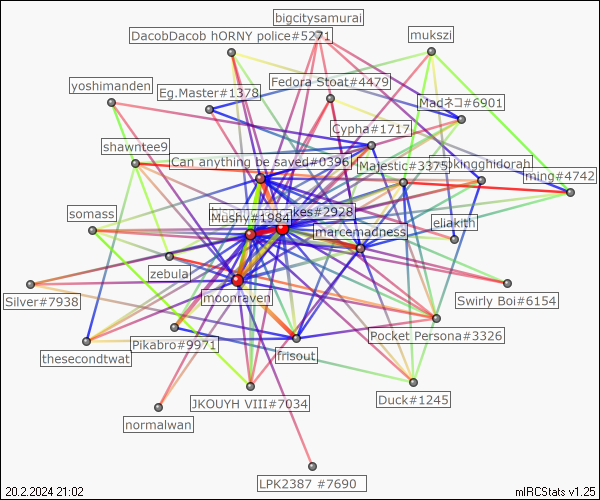 bigcitysamurai
DacobDacob hORNY police#5271
mukszi
yoshimanden
Fedora Stoat#4479
Eg.Master#1378
Madネコ#6901
Cypha#1717
shawntee9
Can anything be saved#0396
Majestic#3375
okingghidorah
ming#4742
somass
Mushy#1984
kes#2928
eliakith
marcemadness
zebula
moonraven
Silver#7938
Swirly Boi#6154
Pocket Persona#3326
Pikabro#9971
thesecondtwat
frisout
JKOUYH VIII#7034
Duck#1245
normalwan
LPK2387 #7690
20.2.2024 21:02
mIRCStats v1.25